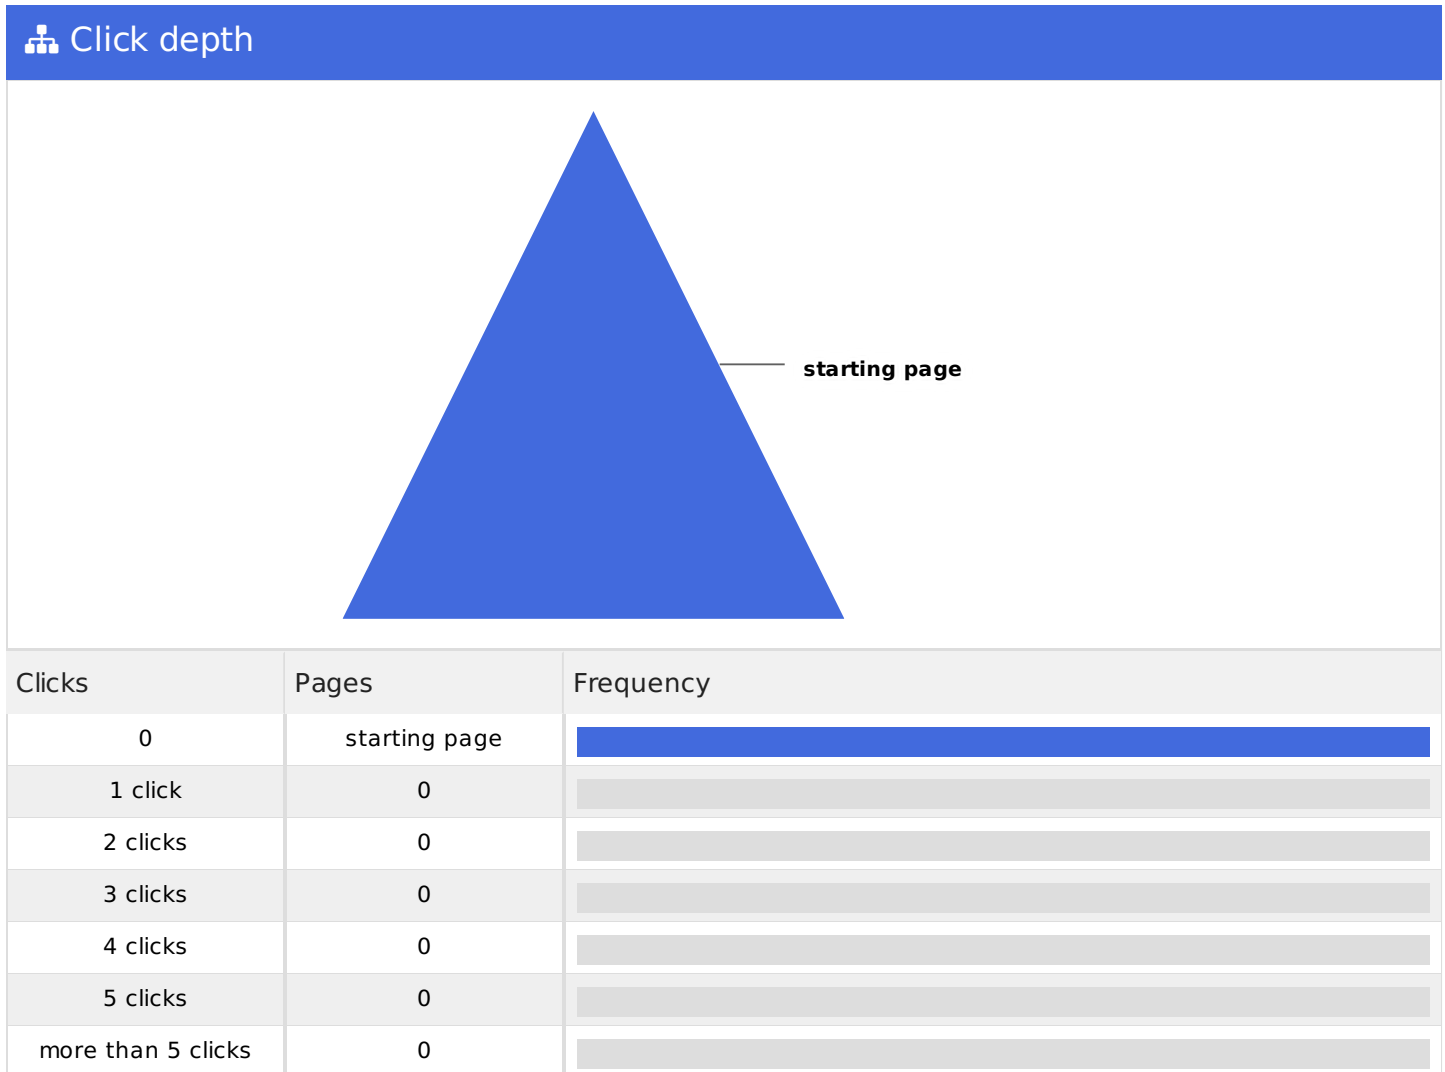 Click depth
starting page
Clicks Pages Frequency
0 starting page
1 click 0
2 clicks 0
3 clicks 0
4 clicks 0
5 clicks 0
more than 5 clicks 0